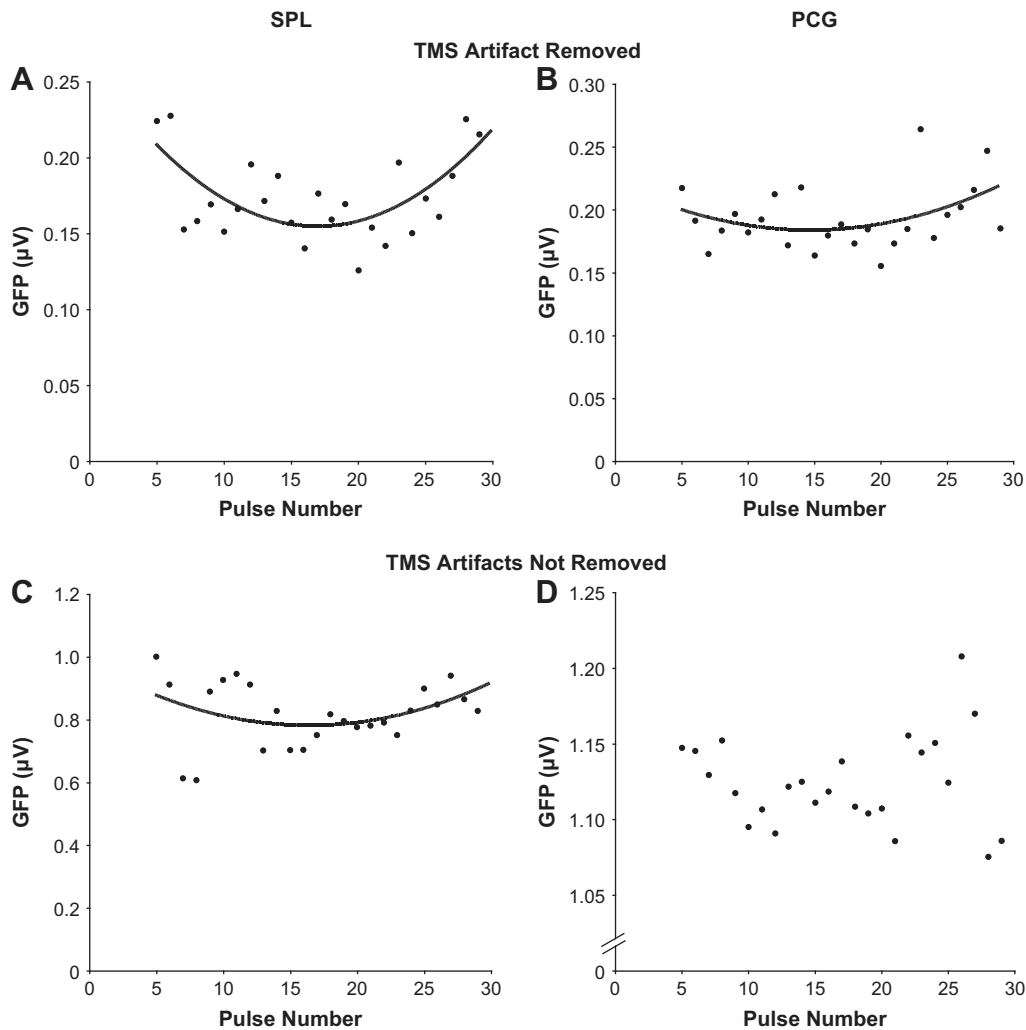 SPL PCG
TMS Artifact Removed
A
0.25
0.20
0.15
0.10
0.05
0
GFP (µV)
0 5 10 15 20 25 30
Pulse Number
B
0.30
0.25
0.20
0.15
0.10
0.05
0
GFP (µV)
0 5 10 15 20 25 30
Pulse Number
TMS Artifacts Not Removed
C
1.2
1.0
0.8
0.6
0.4
0.2
0
GFP (µV)
0 5 10 15 20 25 30
Pulse Number
D
1.25
1.20
1.15
1.10
1.05
0
GFP (µV)
0 5 10 15 20 25 30
Pulse Number